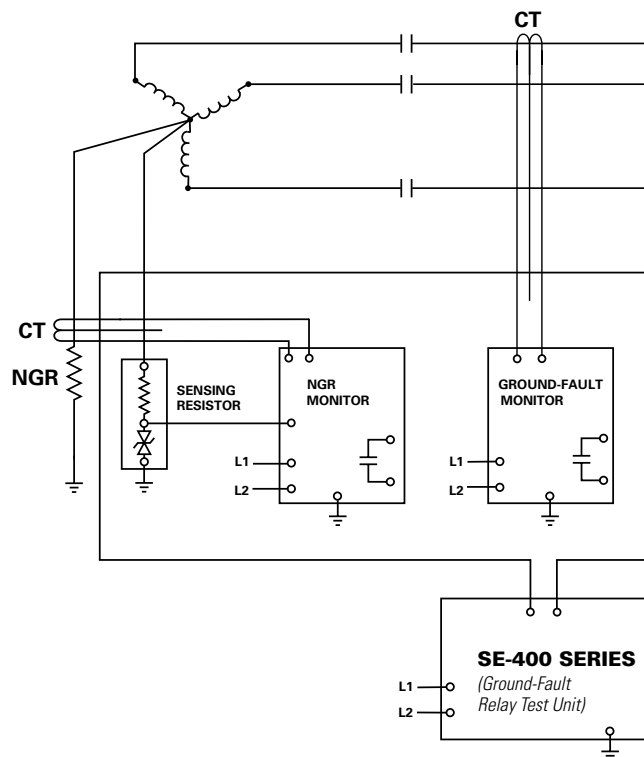 CT
CT
NGR
SENSING
RESISTOR
NGR
MONITOR
L1
L2
GROUND-FAULT
MONITOR
L1
L2
SE-400 SERIES
(Ground-Fault
Relay Test Unit)
L1
L2